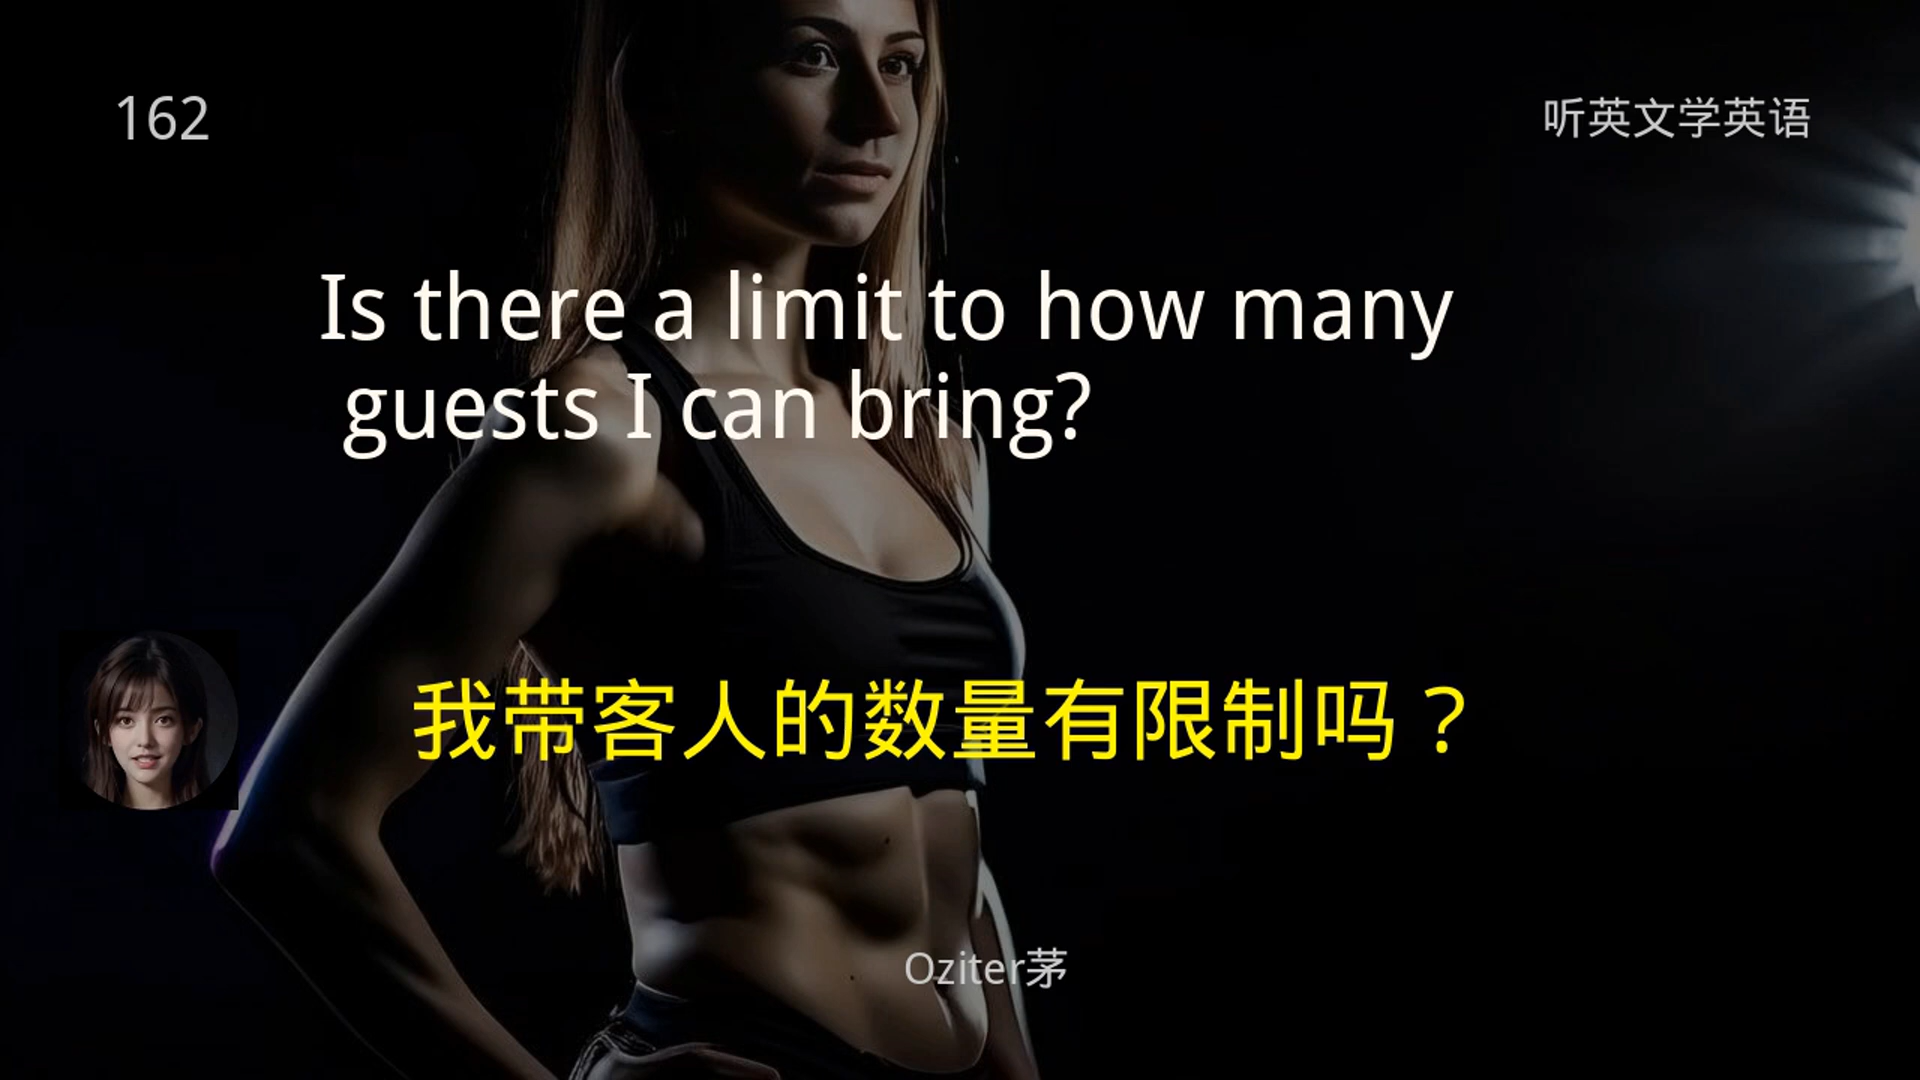 162
听英文学英语
Is there a limit to how many
guests I can bring?
我带客人的数量有限制吗？
Oziter茅